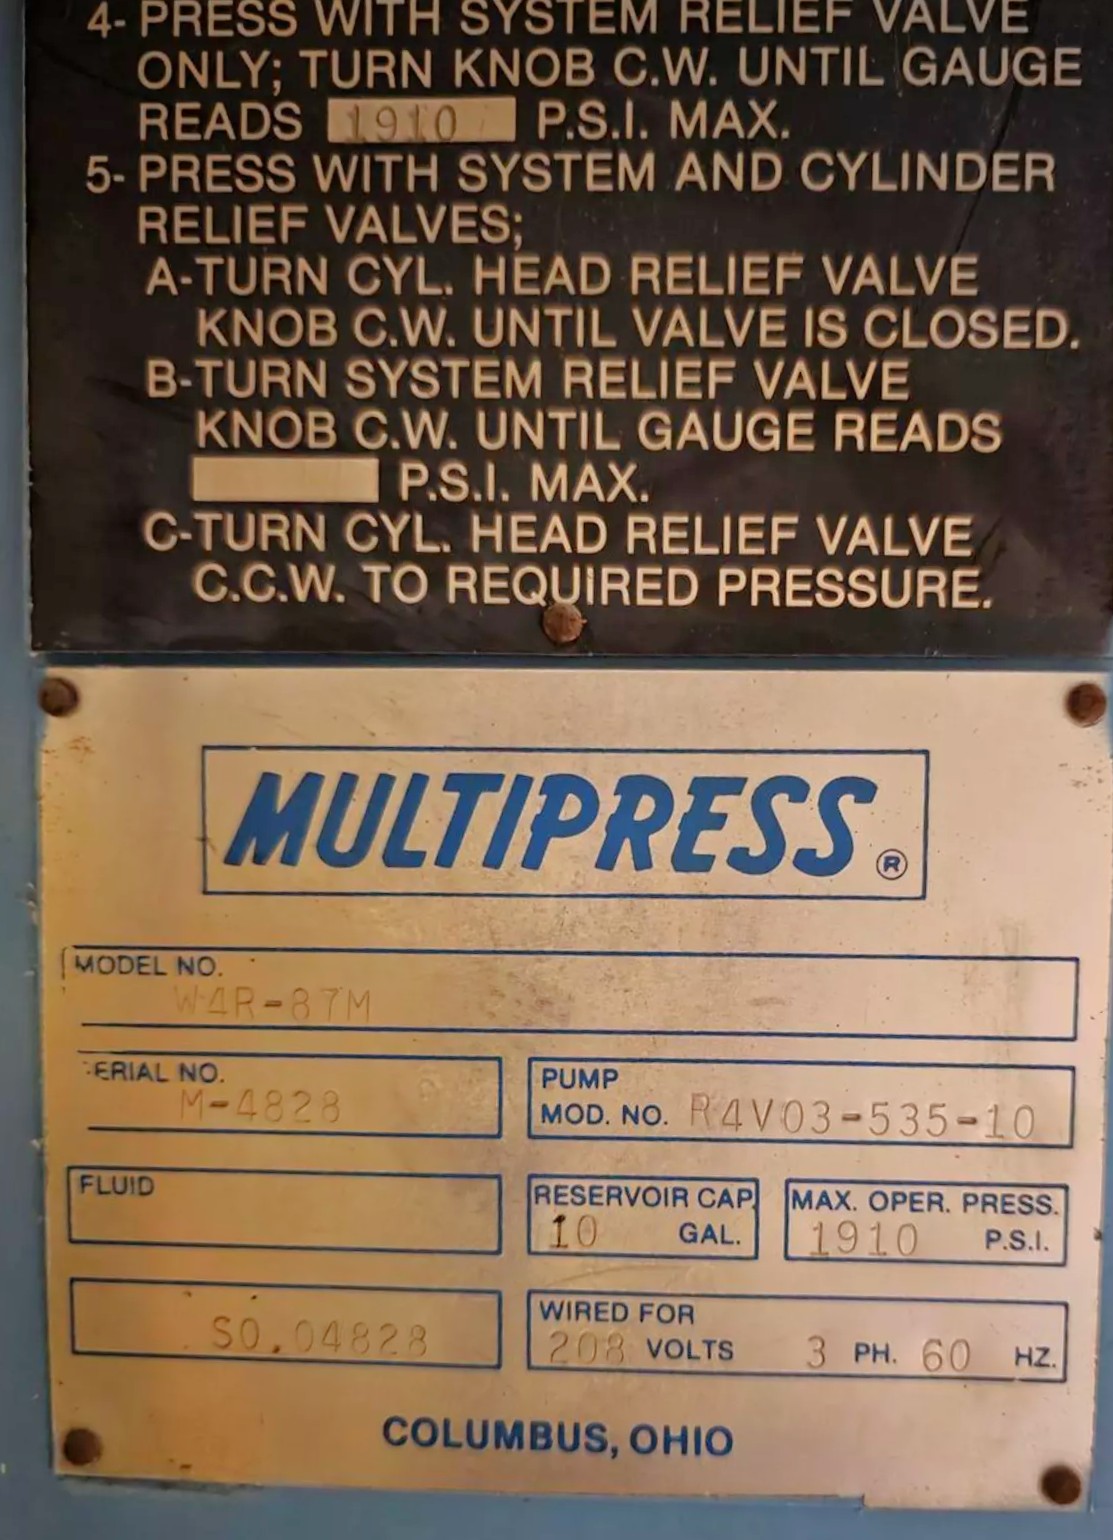 4- PRESS WITH SYSTEM RELIEF VALVE
ONLY; TURN KNOB C.W. UNTIL GAUGE
READS 1910 P.S.I. MAX.
5- PRESS WITH SYSTEM AND CYLINDER
RELIEF VALVES;
A-TURN CYL. HEAD RELIEF VALVE
KNOB C.W. UNTIL VALVE IS CLOSED.
B-TURN SYSTEM RELIEF VALVE
KNOB C.W. UNTIL GAUGE READS
P.S.I. MAX.
C-TURN CYL. HEAD RELIEF VALVE
C.C.W. TO REQUIRED PRESSURE.
MULTIPRESS®
MODEL NO.
W4R-87M
SERIAL NO.
M-4828
PUMP
MOD. NO. R4V03-535-10
FLUID
RESERVOIR CAP.
10 GAL.
MAX. OPER. PRESS.
1910 P.S.I.
SO.04828
WIRED FOR
208 VOLTS 3 PH. 60 HZ.
COLUMBUS, OHIO